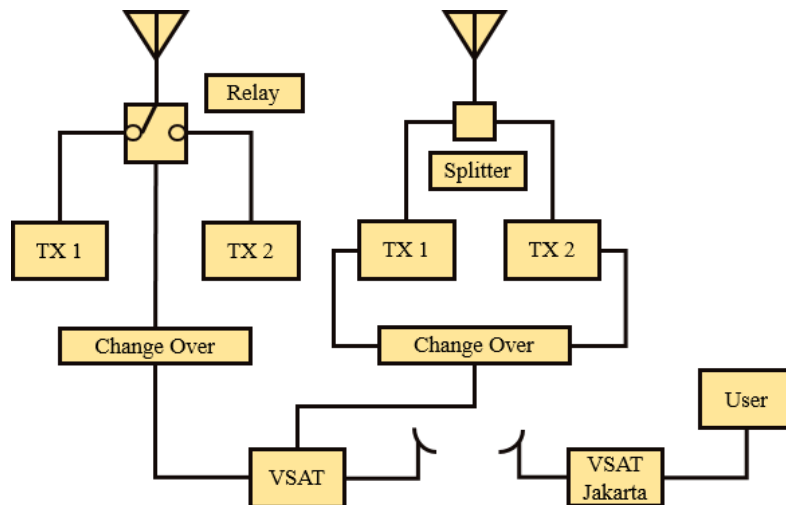 Relay
Splitter
TX 1
TX 2
TX 1
TX 2
Change Over
Change Over
User
VSAT
VSAT
Jakarta